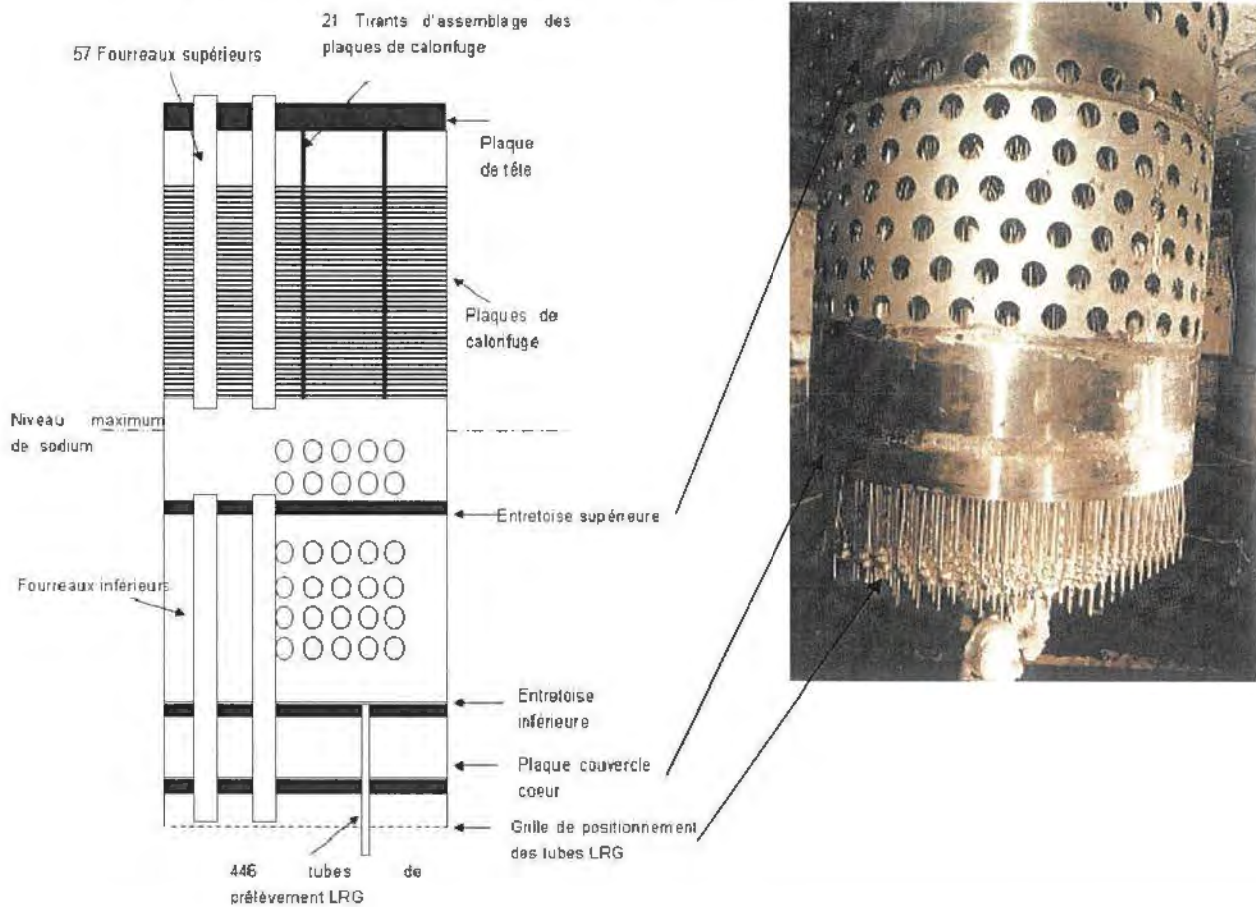 21 Tirants d'assemblage des
plaques de calorifuge
57 Fourreaux supérieurs
Plaque
de tête
Plaques de
calorifuge
Niveau maximum
de sodium
Entretoise supérieure
Fourreaux inférieurs
Entretoise
inférieure
Plaque couvercle
coeur
Grille de positionnement
des tubes LRG
446 tubes de
prélèvement LRG